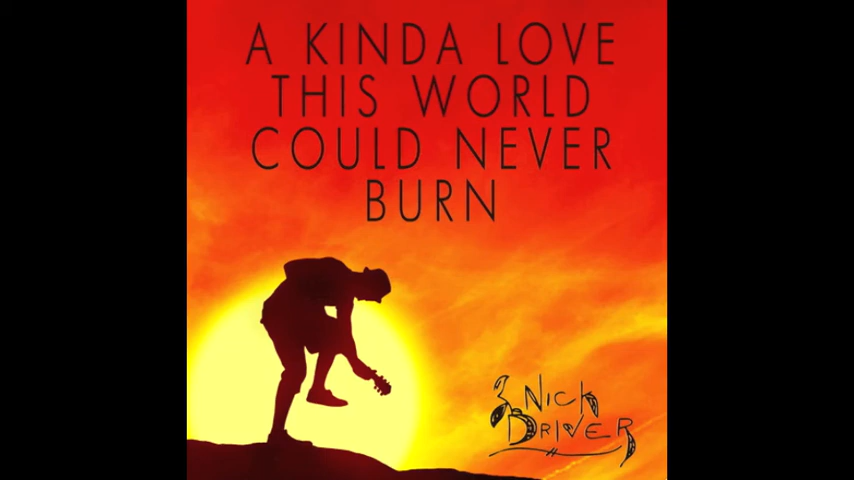 A KINDA LOVE
THIS WORLD
COULD NEVER
BURN
NICK
DRIVER